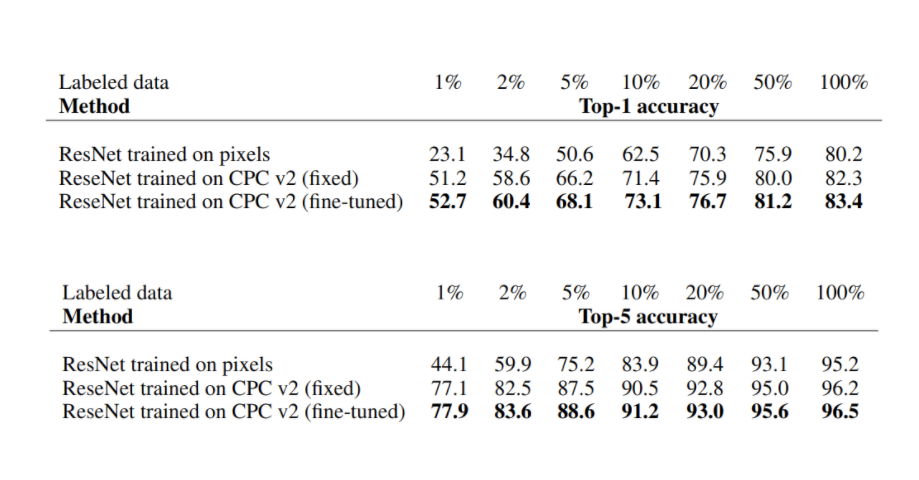 Labeled data 1% 2% 5% 10% 20% 50% 100%
Method Top-1 accuracy
ResNet trained on pixels 23.1 34.8 50.6 62.5 70.3 75.9 80.2
ReseNet trained on CPC v2 (fixed) 51.2 58.6 66.2 71.4 75.9 80.0 82.3
ReseNet trained on CPC v2 (fine-tuned) 52.7 60.4 68.1 73.1 76.7 81.2 83.4
Labeled data 1% 2% 5% 10% 20% 50% 100%
Method Top-5 accuracy
ResNet trained on pixels 44.1 59.9 75.2 83.9 89.4 93.1 95.2
ReseNet trained on CPC v2 (fixed) 77.1 82.5 87.5 90.5 92.8 95.0 96.2
ReseNet trained on CPC v2 (fine-tuned) 77.9 83.6 88.6 91.2 93.0 95.6 96.5